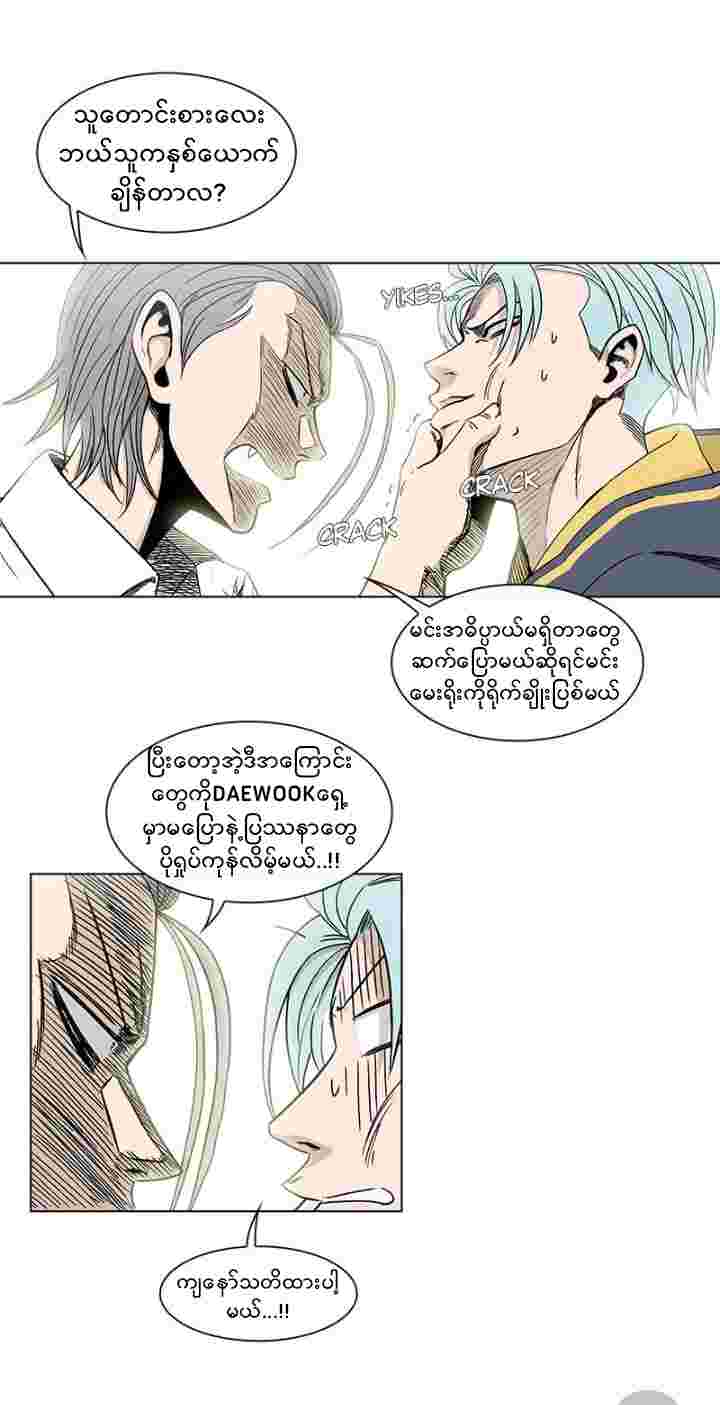 သူတောင်းစားလေး
ဘယ်သူကနှစ်ယောက်
ချိန်တာလ?
YIKES...
CRACK
CRACK
မင်းအဓိပ္ပာယ်မရှိတာတွေ
ဆက်ပြောမယ်ဆိုရင်မင်း
မေးရိုးကိုရိုက်ချိုးပြစ်မယ်
ပြီးတော့အဲ့ဒီအကြောင်း
တွေကိုDAEWOOKရှေ့
မှာမပြောနဲ့ပြဿနာတွေ
ပိုရှုပ်ကုန်လိမ့်မယ်..!!
ကျနော်သတိထားပါ့
မယ်...!!